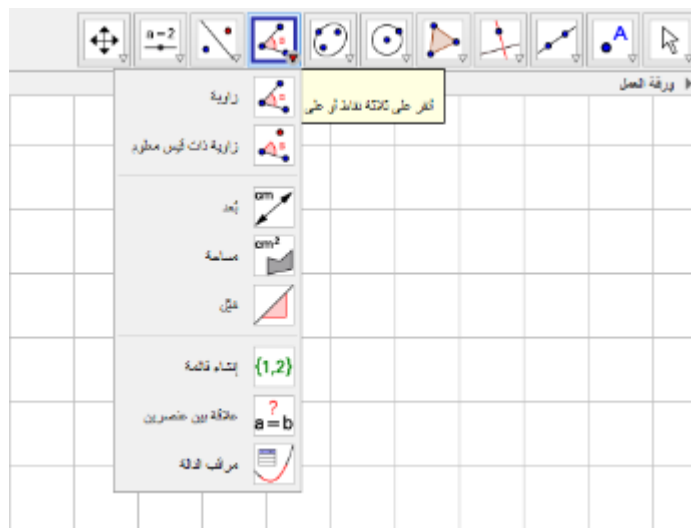 a=2
A
ورقة العمل
أنقر على ثلاثة نقاط أو على
زاوية
زاوية ذات قيس معلوم
cm
بُعد
cm²
مساحة
مَيْل
{1,2}
إنشاء قائمة
?
a=b
علاقة بين عنصرين
مراقب الدالة